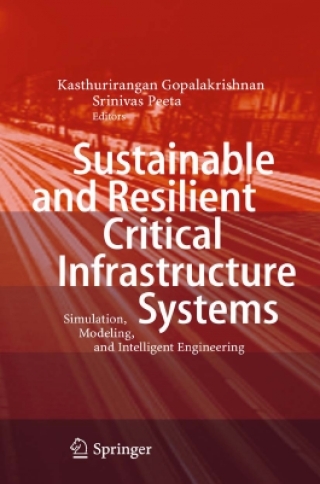 Kasthurirangan Gopalakrishnan
Srinivas Peeta
Editors
Sustainable
and Resilient
Critical
Infrastructure
Systems
Simulation,
Modeling,
and Intelligent Engineering
Springer